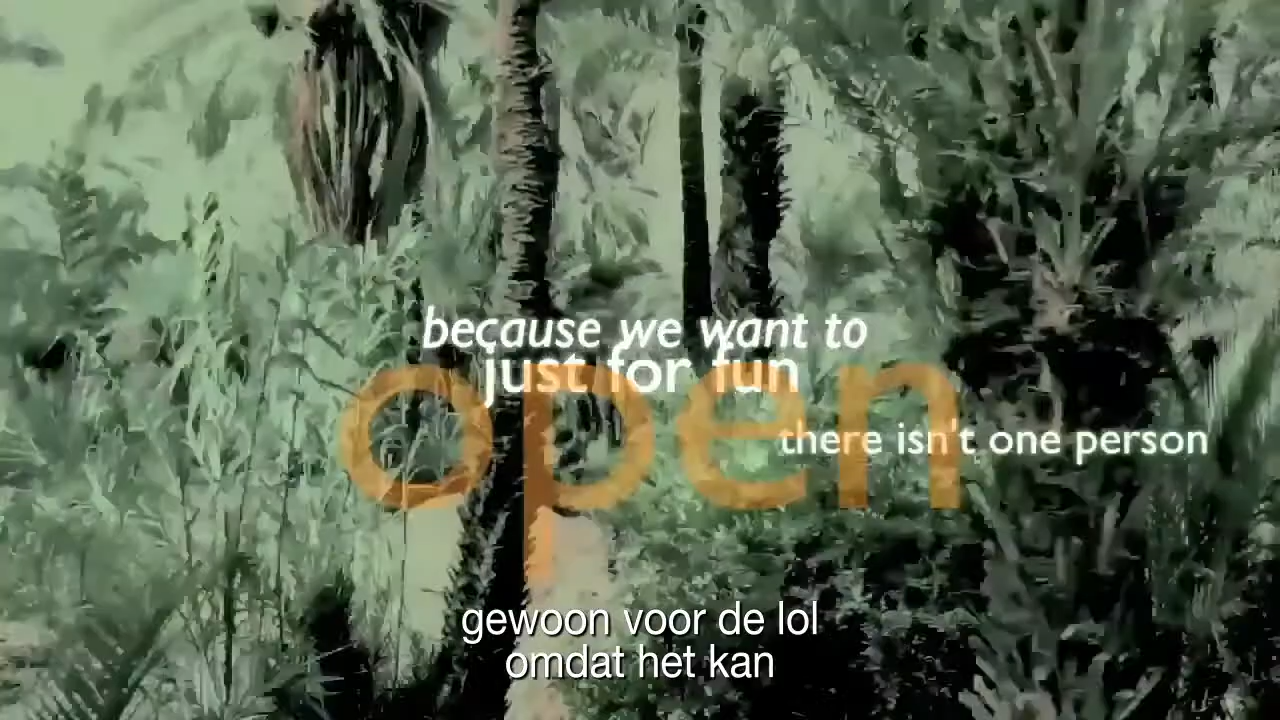 because we want to
just for fun
open
there isn't one person
gewoon voor de lol
omdat het kan